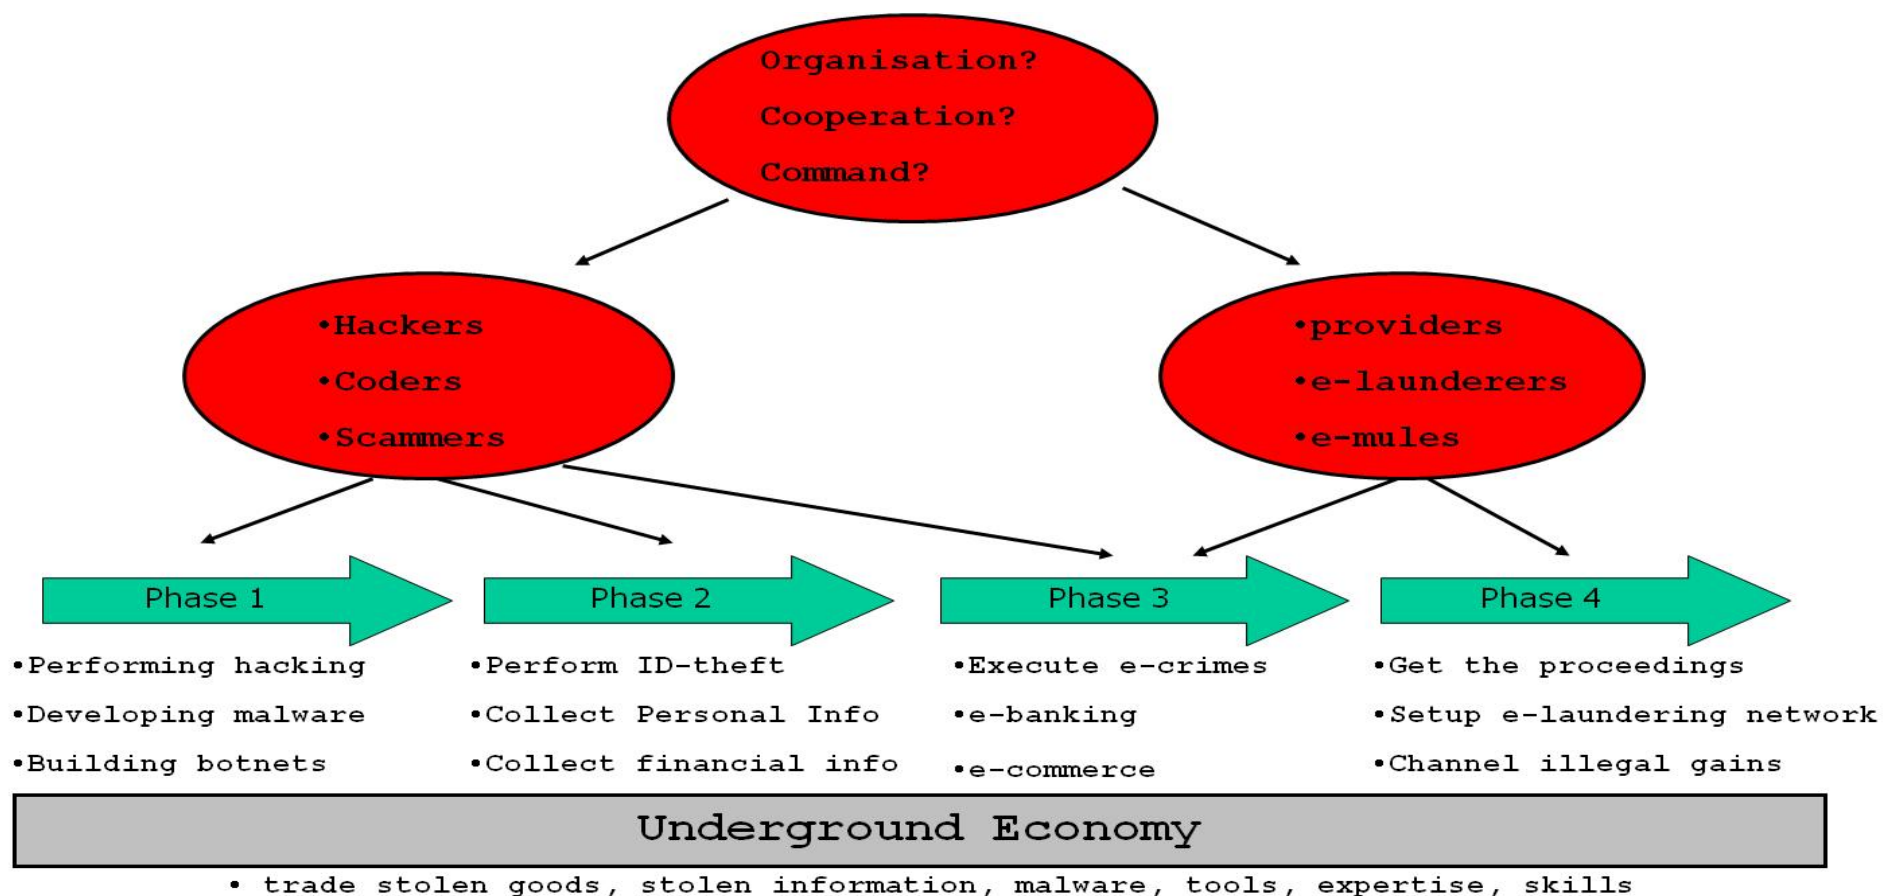 Organisation?
Cooperation?
Command?
•Hackers
•Coders
•Scammers
•providers
•e-launderers
•e-mules
Phase 1
•Performing hacking
•Developing malware
•Building botnets
Phase 2
•Perform ID-theft
•Collect Personal Info
•Collect financial info
Phase 3
•Execute e-crimes
•e-banking
•e-commerce
Phase 4
•Get the proceedings
•Setup e-laundering network
•Channel illegal gains
Underground Economy
• trade stolen goods, stolen information, malware, tools, expertise, skills